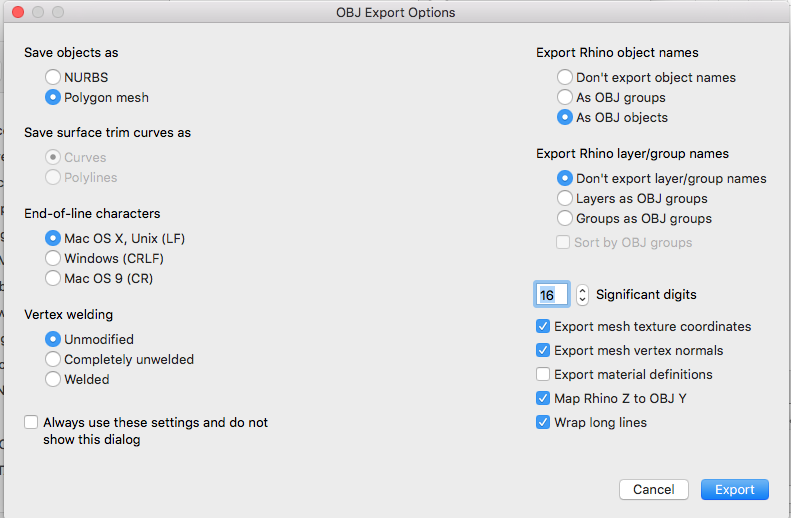 OBJ Export Options
Save objects as
NURBS
Polygon mesh
Save surface trim curves as
Curves
Polylines
End-of-line characters
Mac OS X, Unix (LF)
Windows (CRLF)
Mac OS 9 (CR)
Vertex welding
Unmodified
Completely unwelded
Welded
Always use these settings and do not
show this dialog
Export Rhino object names
Don't export object names
As OBJ groups
As OBJ objects
Export Rhino layer/group names
Don't export layer/group names
Layers as OBJ groups
Groups as OBJ groups
Sort by OBJ groups
16 Significant digits
Export mesh texture coordinates
Export mesh vertex normals
Export material definitions
Map Rhino Z to OBJ Y
Wrap long lines
Cancel Export